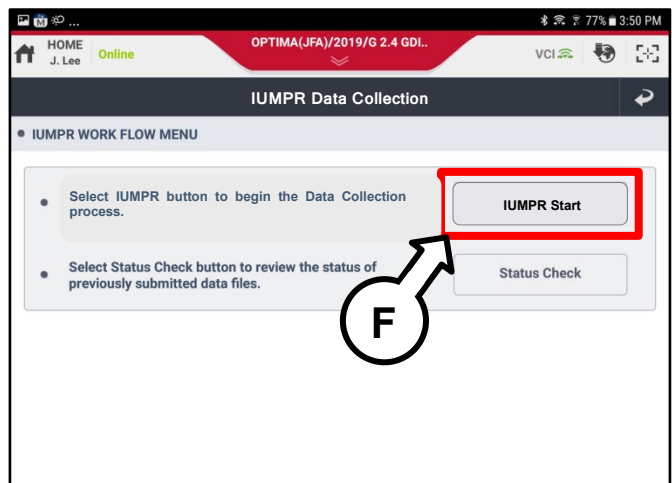 M ... 77% 3:50 PM
HOME
J. Lee
Online
OPTIMA(JFA)/2019/G 2.4 GDI..
VCI
IUMPR Data Collection
• IUMPR WORK FLOW MENU
• Select IUMPR button to begin the Data Collection
process.
IUMPR Start
• Select Status Check button to review the status of
previously submitted data files.
Status Check
F